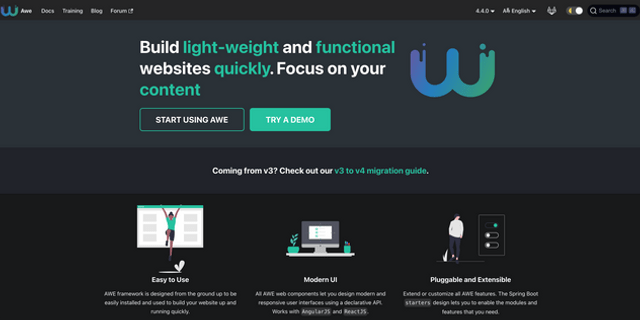 Awe Docs Training Blog Forum 4.4.0 English Search
Build light-weight and functional
websites quickly. Focus on your
content
START USING AWE TRY A DEMO
Coming from v3? Check out our v3 to v4 migration guide.
Easy to Use
AWE framework is designed from the ground up to be
easily installed and used to build your website up and
running quickly.
Modern UI
All AWE web components let you design modern and
responsive user interfaces using a declarative API.
Works with AngularJS and ReactJS.
Pluggable and Extensible
Extend or customize all AWE features. The Spring Boot
starters design lets you to enable the modules and
features that you need.